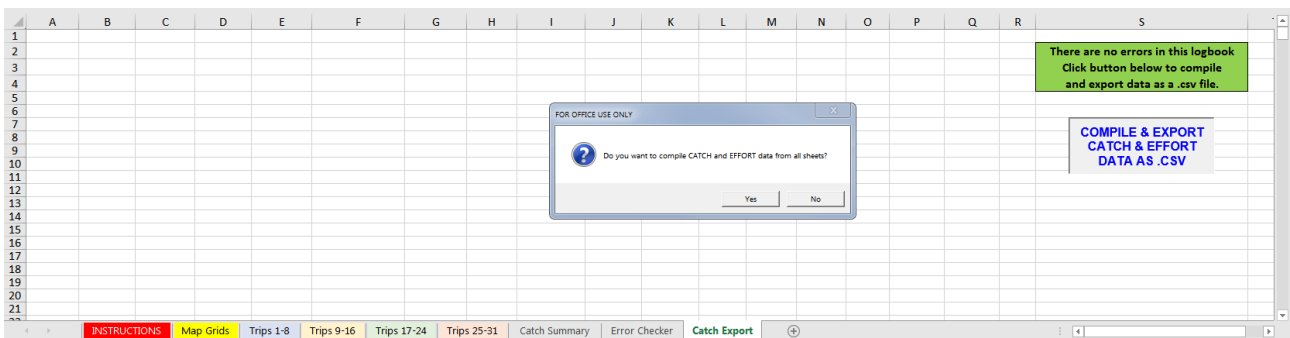 A B C D E F G H I J K L M N O P Q R S
1
2
3
4
5
6
7
8
9
10
11
12
13
14
15
16
17
18
19
20
21
There are no errors in this logbook
Click button below to compile
and export data as a .csv file.
COMPILE & EXPORT
CATCH & EFFORT
DATA AS .CSV
FOR OFFICE USE ONLY
Do you want to compile CATCH and EFFORT data from all sheets?
Yes No
INSTRUCTIONS Map Grids Trips 1-8 Trips 9-16 Trips 17-24 Trips 25-31 Catch Summary Error Checker Catch Export